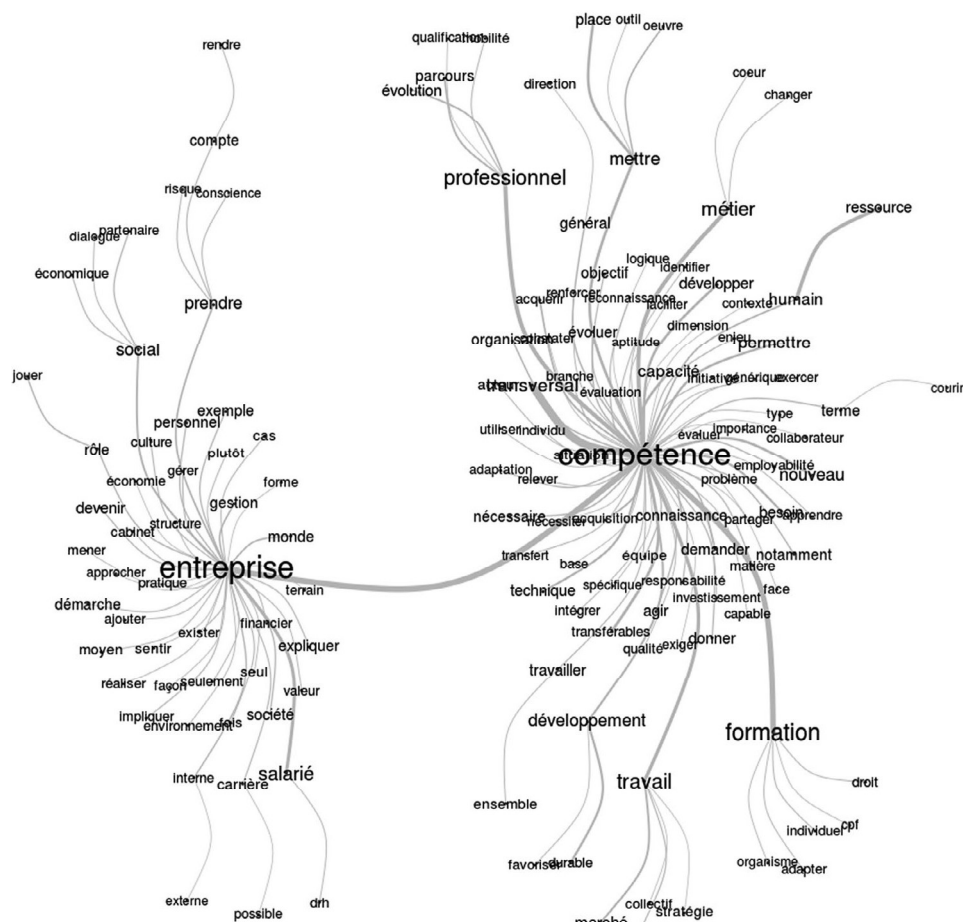 place outil
oeuvre
qualification mobilité
rendre
parcours
évolution
direction
coeur
changer
compte
mettre
professionnel
risque conscience
métier
ressource
général
partenaire
dialogue
économique
logique
identifier
objectif
développer
renforcer
reconnaissance
acquérir
faciliter
contexte humain
prendre
dimension
évoluer
organisation
aptitude
enjeu
permettre
social
jouer
branche
capacité
initiative
générique exercer
transversal
évaluation
courir
exemple
personnel
type
terme
utiliser individu
importance
évaluer
collaborateur
culture
cas
rôle
plutôt
situation
compétence
gérer
adaptation
relever
employabilité
problème
nouveau
économie
forme
devenir
gestion
nécessaire
nécessiter
acquisition
connaissance
partager
besoin
apprendre
structure
cabinet
monde
mener
entreprise
transfert
base
équipe
demander
notamment
matière
approcher
pratique
terrain
technique
spécifique
responsabilité
face
investissement
démarche
intégrer
agir
capable
ajouter
exister
financier
transférables
donner
qualité
exiger
moyen
sentir
expliquer
travailler
réaliser
façon
seulement
seul
valeur
impliquer
environnement
fois
société
développement
formation
interne
carrière
salarié
travail
droit
ensemble
individuel
cpf
favoriser
durable
organisme
adapter
externe
possible
drh
collectif
stratégie
marché